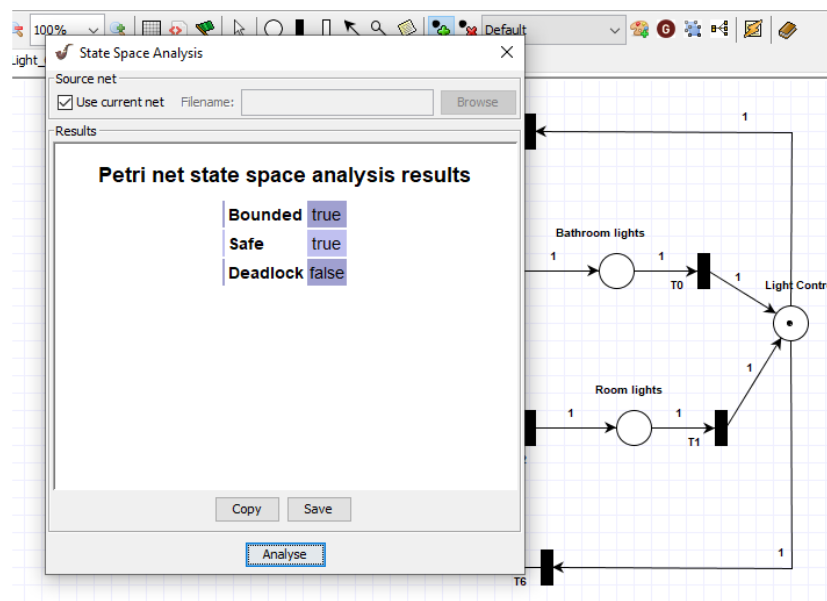 100%
Default
Light_
State Space Analysis
Source net
Use current net Filename: Browse
Results
Petri net state space analysis results
Bounded true
Safe true
Deadlock false
Copy Save
Analyse
1
Bathroom lights
1
1
T0
1
Light Contr
1
Room lights
1
1
T1
1
T6
G